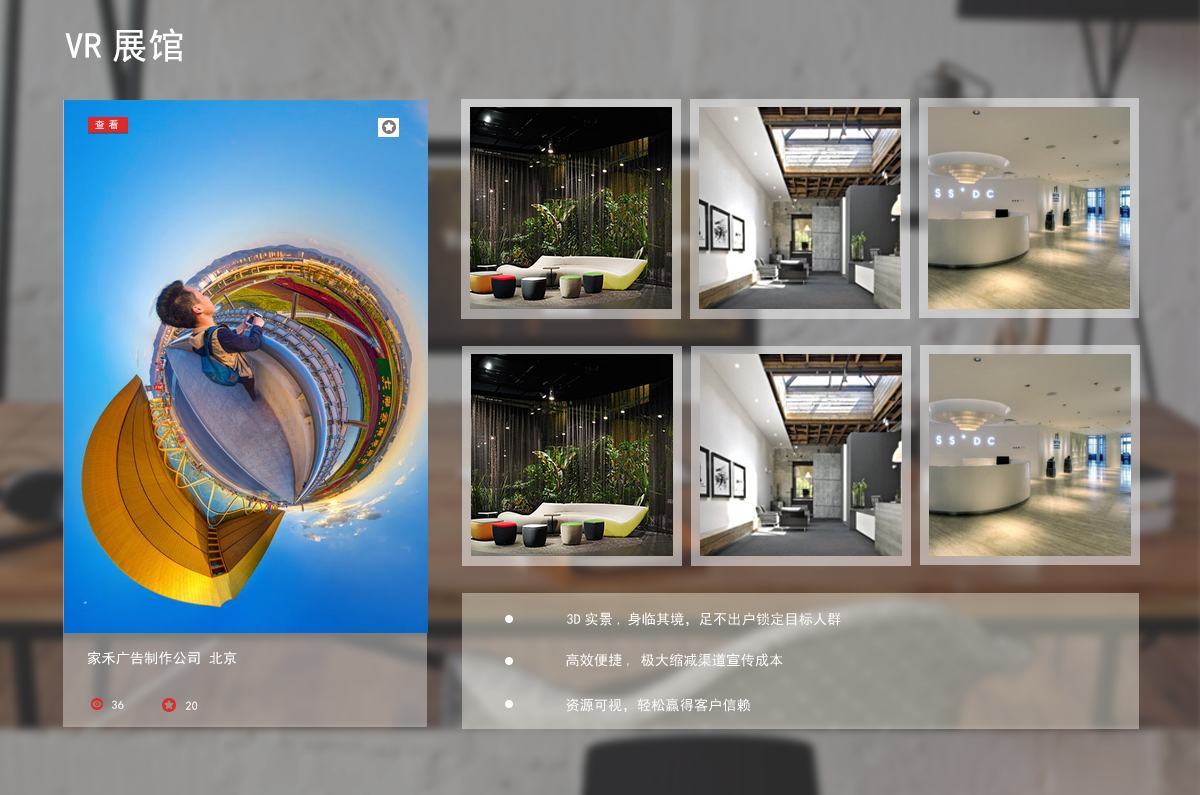 VR 展馆
查看
SS+DC
SS+DC
家禾广告制作公司 北京
36
20
3D 实景，身临其境，足不出户锁定目标人群
高效便捷，极大缩减渠道宣传成本
资源可视，轻松赢得客户信赖